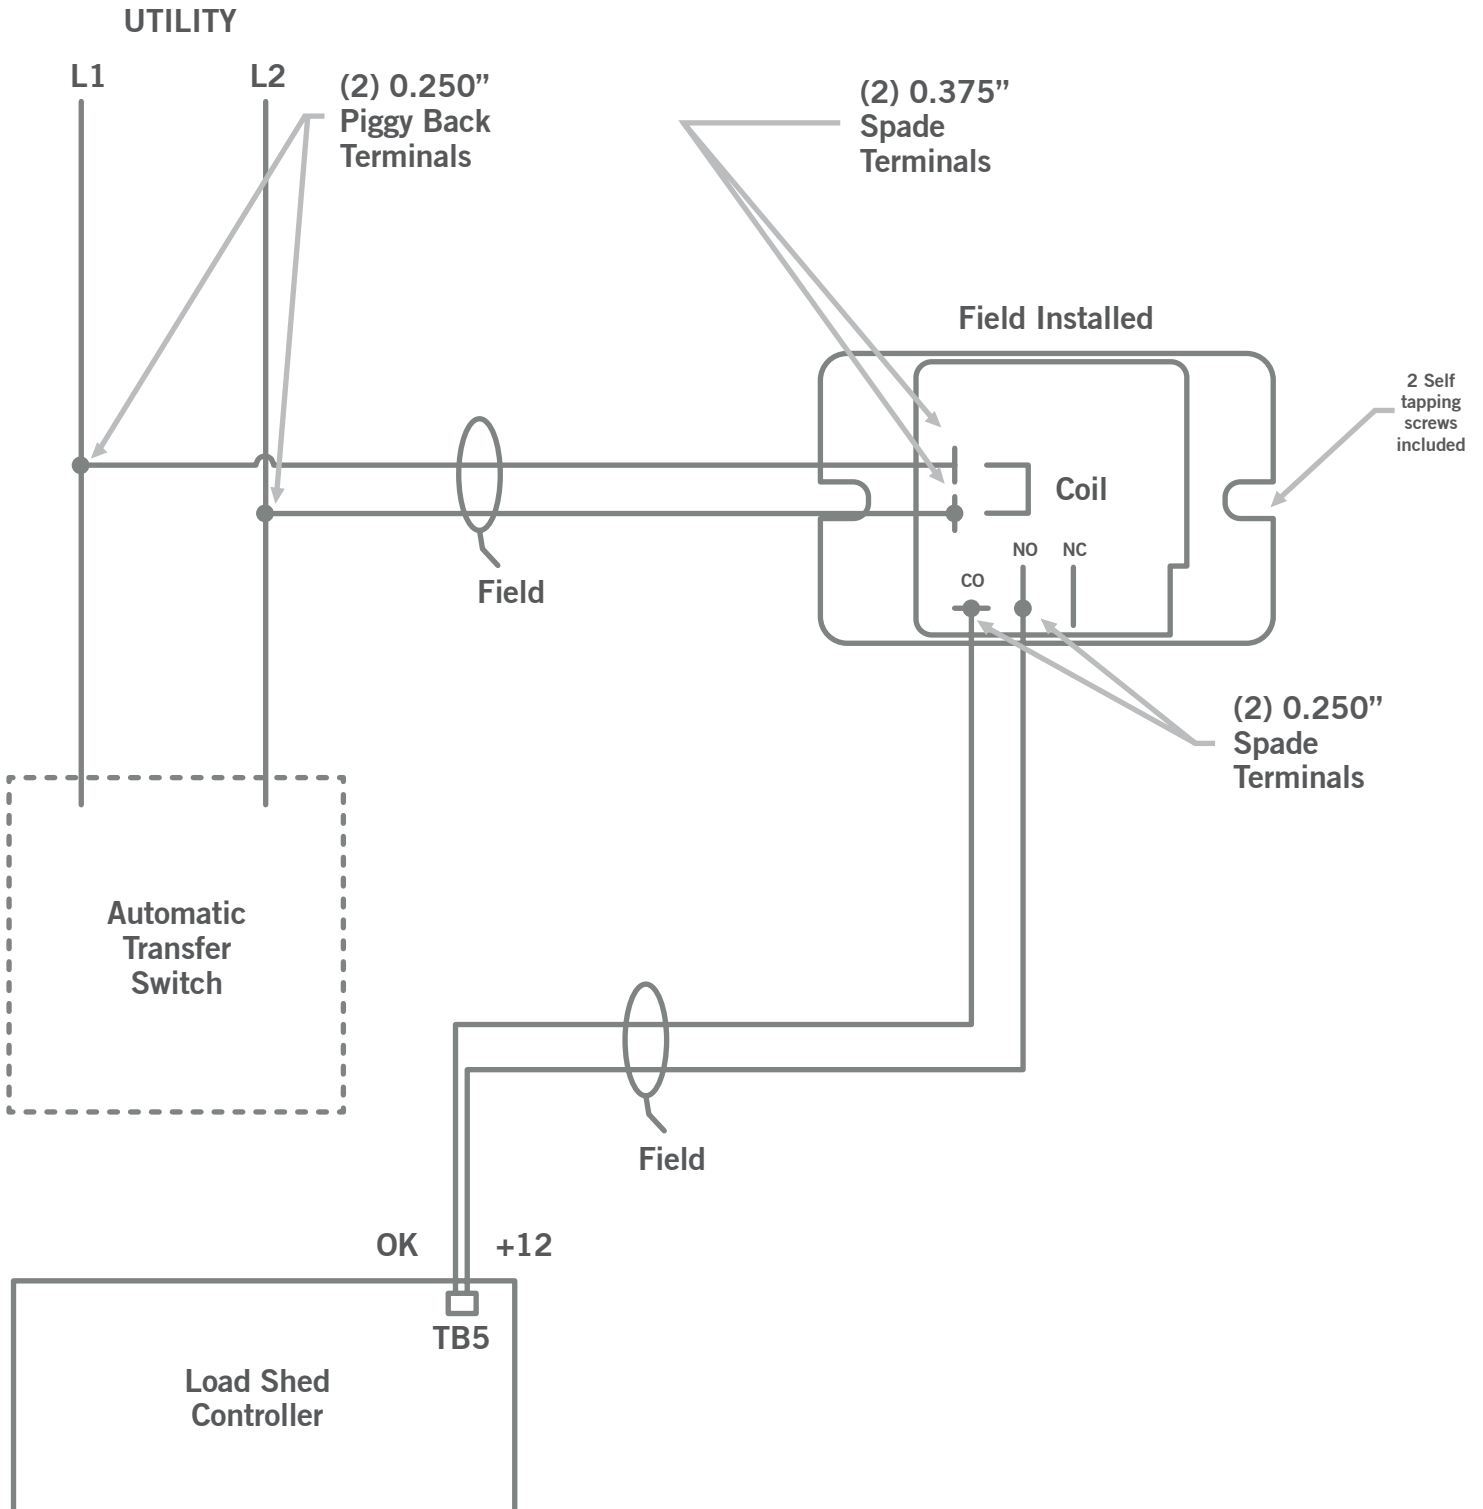 UTILITY
L1
L2
(2) 0.250”
Piggy Back
Terminals
(2) 0.375”
Spade
Terminals
Field Installed
2 Self
tapping
screws
included
Coil
NO
NC
CO
Field
(2) 0.250”
Spade
Terminals
Automatic
Transfer
Switch
Field
OK
+12
TB5
Load Shed
Controller